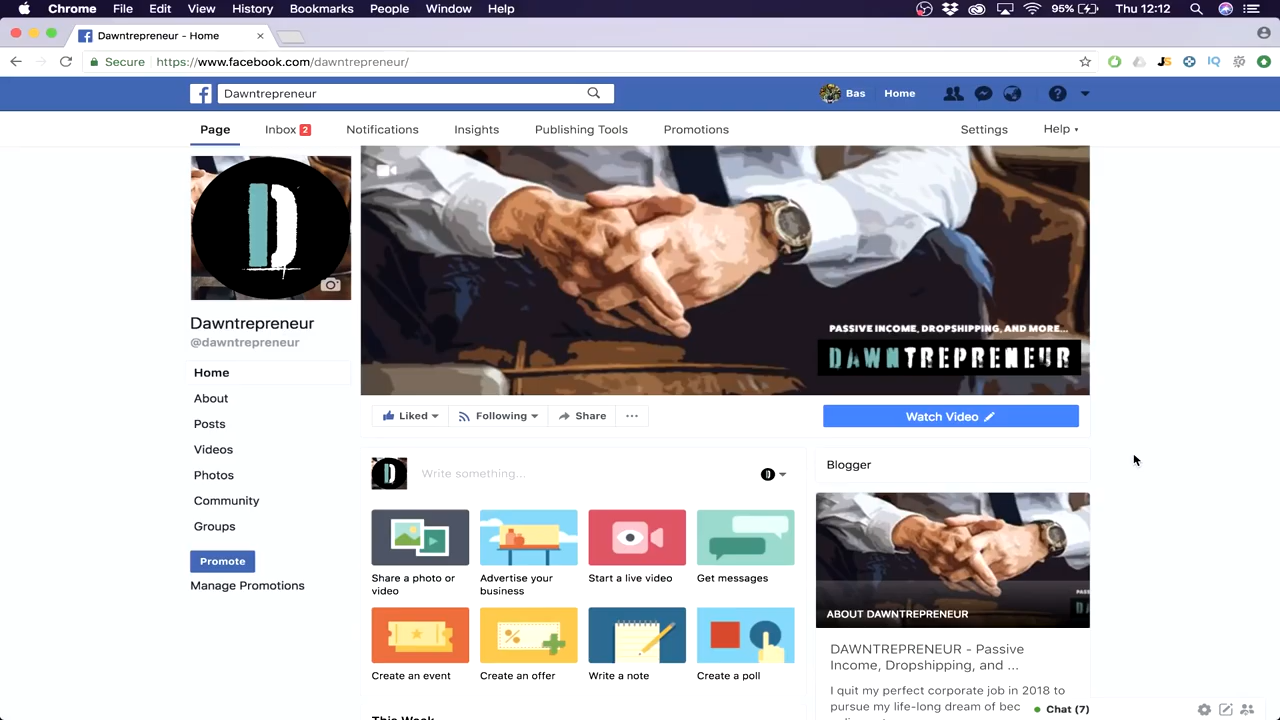 Chrome File Edit View History Bookmarks People Window Help 95% Thu 12:12
Dawntrepreneur - Home
Secure https://www.facebook.com/dawntrepreneur/
JS IQ
Dawntrepreneur
Bas Home
Page Inbox 2 Notifications Insights Publishing Tools Promotions Settings Help
D
PASSIVE INCOME, DROPSHIPPING, AND MORE...
DAWNTREPRENEUR
Dawntrepreneur
@dawntrepreneur
Home
About
Posts
Videos
Photos
Community
Groups
Promote
Manage Promotions
Liked Following Share
Watch Video
Write something...
Share a photo or
video
Advertise your
business
Start a live video
Get messages
Create an event
Create an offer
Write a note
Create a poll
This Week
Blogger
ABOUT DAWNTREPRENEUR
DAWNTREPRENEUR - Passive
Income, Dropshipping, and ...
I quit my perfect corporate job in 2018 to
pursue my life-long dream of bec
Chat (7)